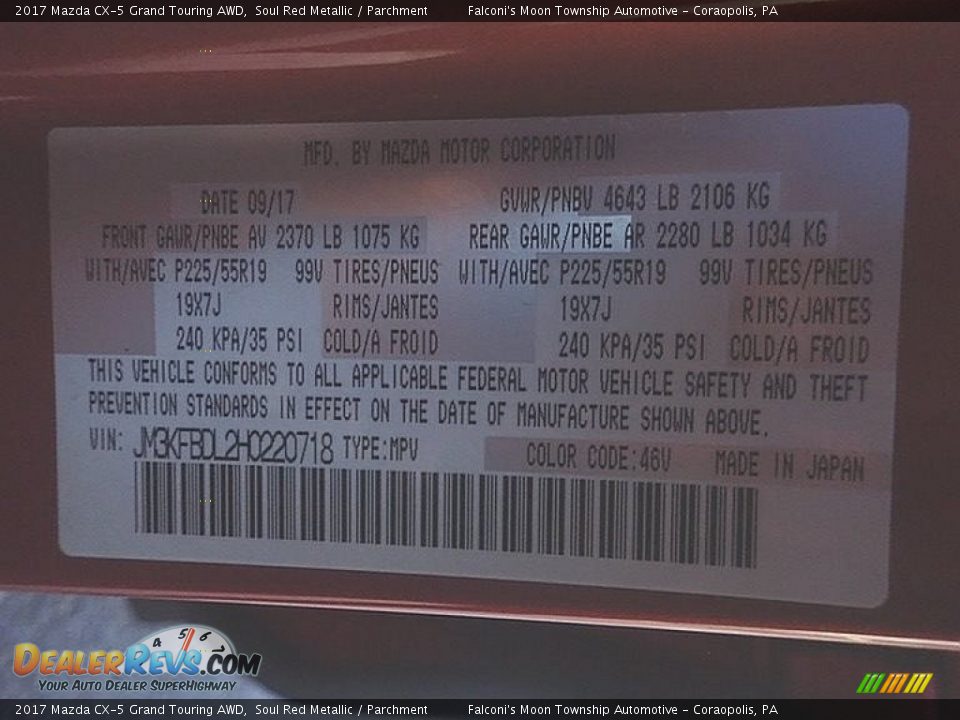 2017 Mazda CX-5 Grand Touring AWD, Soul Red Metallic / Parchment Falconi's Moon Township Automotive - Coraopolis, PA
MFD. BY MAZDA MOTOR CORPORATION
DATE 09/17 GVWR/PNBV 4643 LB 2106 KG
FRONT GAWR/PNBE AV 2370 LB 1075 KG REAR GAWR/PNBE AR 2280 LB 1034 KG
WITH/AVEC P225/55R19 99V TIRES/PNEUS WITH/AVEC P225/55R19 99V TIRES/PNEUS
19X7J RIMS/JANTES 19X7J RIMS/JANTES
240 KPA/35 PSI COLD/A FROID 240 KPA/35 PSI COLD/A FROID
THIS VEHICLE CONFORMS TO ALL APPLICABLE FEDERAL MOTOR VEHICLE SAFETY AND THEFT
PREVENTION STANDARDS IN EFFECT ON THE DATE OF MANUFACTURE SHOWN ABOVE.
VIN: JM3KFBDL2H0220718 TYPE:MPV COLOR CODE:46V MADE IN JAPAN
4 5 6
DealerRevs.com
Your Auto Dealer SuperHighway
2017 Mazda CX-5 Grand Touring AWD, Soul Red Metallic / Parchment Falconi's Moon Township Automotive - Coraopolis, PA